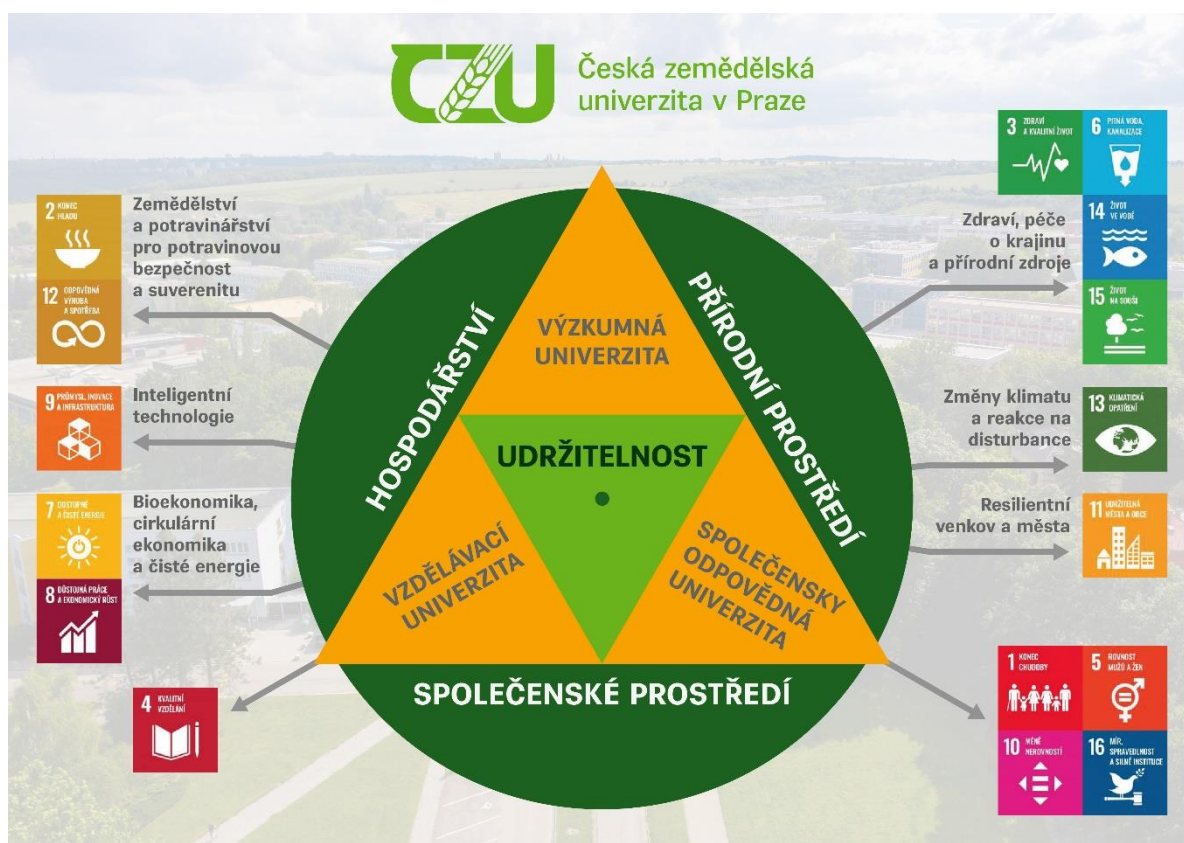 CZU
Česká zemědělská
univerzita v Praze
2 KONEC
HLADU
12 ODPOVĚDNÁ
VÝROBA
A SPOTŘEBA
Zemědělství
a potravinářství
pro potravinovou
bezpečnost
a suverenitu
9 PRŮMYSL, INOVACE
A INFRASTRUKTURA
Inteligentní
technologie
7 DOSTUPNÉ
A ČISTÉ ENERGIE
8 DŮSTOJNÁ PRÁCE
A EKONOMICKÝ RŮST
Bioekonomika,
cirkulární
ekonomika
a čisté energie
4 KVALITNÍ
VZDĚLÁNÍ
HOSPODÁŘSTVÍ
PŘÍRODNÍ PROSTŘEDÍ
VÝZKUMNÁ
UNIVERZITA
UDRŽITELNOST
VZDĚLÁVACÍ
UNIVERZITA
SPOLEČENSKY
ODPOVĚDNÁ
UNIVERZITA
SPOLEČENSKÉ PROSTŘEDÍ
3 ZDRAVÍ
A KVALITNÍ ŽIVOT
6 PITNÁ VODA,
KANALIZACE
14 ŽIVOT
VE VODĚ
15 ŽIVOT
NA SOUŠI
Zdraví, péče
o krajinu
a přírodní zdroje
Změny klimatu
a reakce na
disturbance
13 KLIMATICKÁ
OPATŘENÍ
Resilientní
venkov a města
11 UDRŽITELNÁ
MĚSTA A OBCE
1 KONEC
CHUDOBY
5 ROVNOST
MUŽŮ A ŽEN
10 MÉNĚ
NEROVNOSTÍ
16 MÍR,
SPRAVEDLNOST
A SILNÉ INSTITUCE